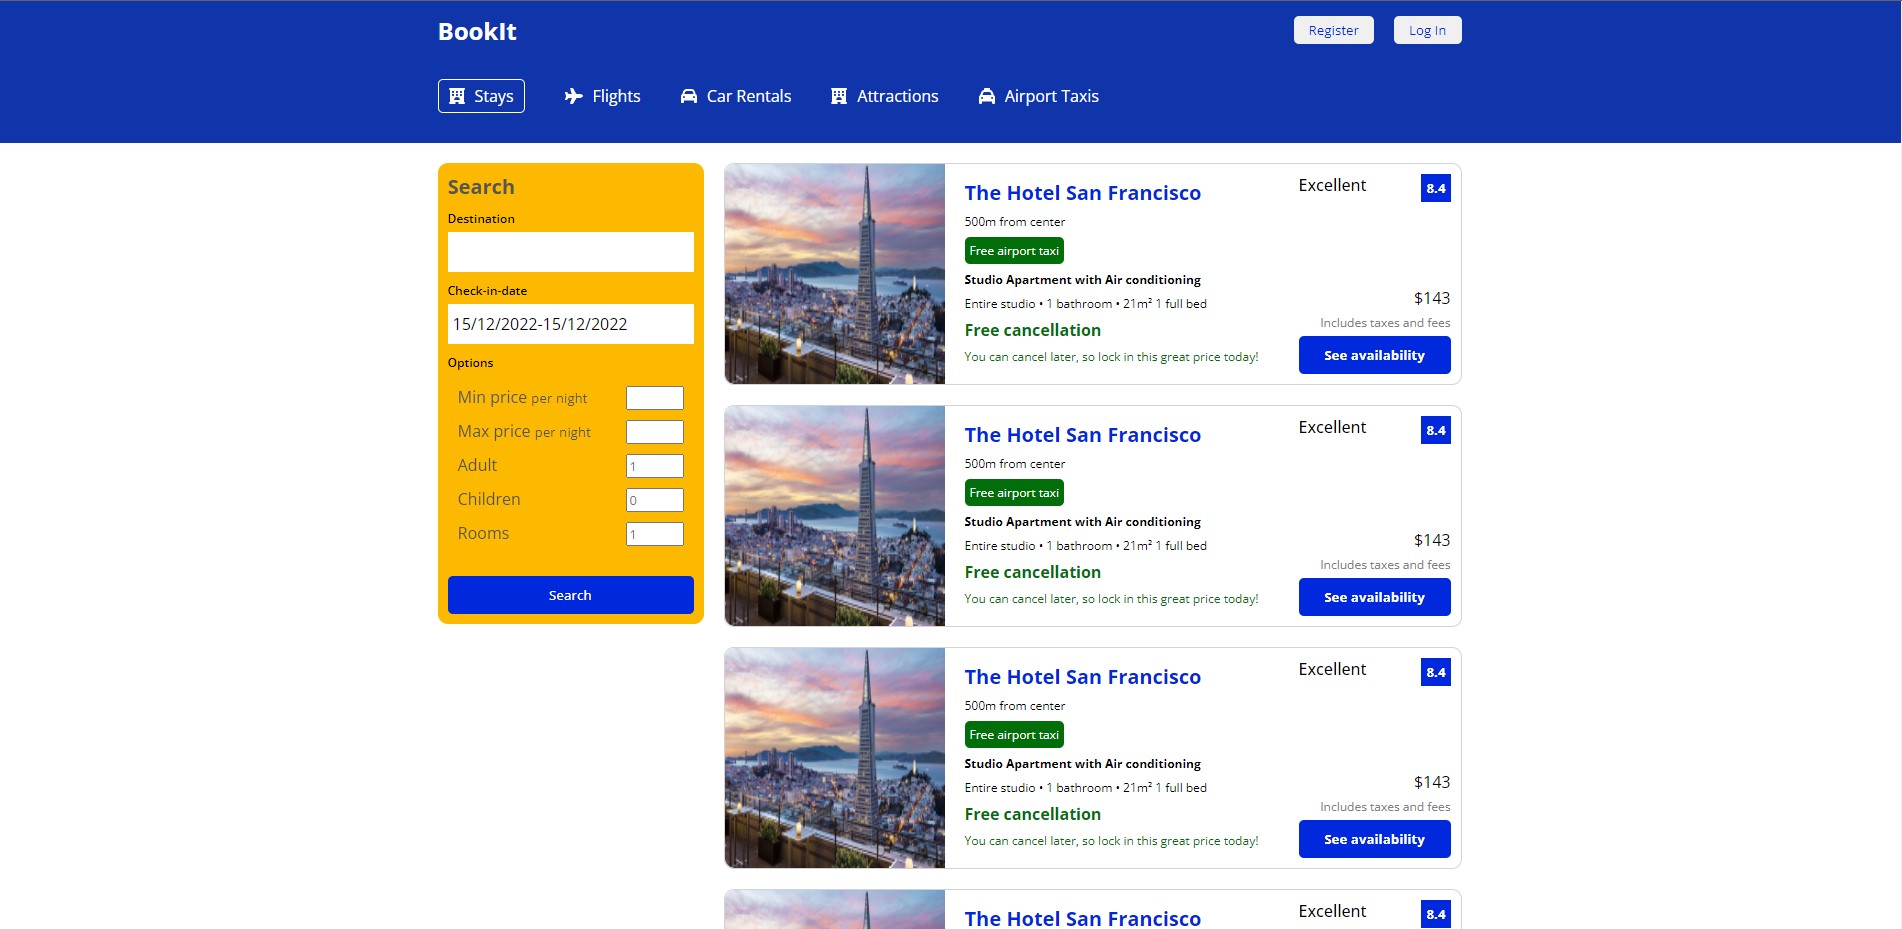 BookIt
Register
Log In
Stays
Flights
Car Rentals
Attractions
Airport Taxis
Search
Destination
Check-in-date
15/12/2022-15/12/2022
Options
Min price per night
Max price per night
Adult
1
Children
0
Rooms
1
Search
The Hotel San Francisco
500m from center
Free airport taxi
Studio Apartment with Air conditioning
Entire studio • 1 bathroom • 21m² 1 full bed
Free cancellation
You can cancel later, so lock in this great price today!
Excellent
8.4
$143
Includes taxes and fees
See availability
The Hotel San Francisco
500m from center
Free airport taxi
Studio Apartment with Air conditioning
Entire studio • 1 bathroom • 21m² 1 full bed
Free cancellation
You can cancel later, so lock in this great price today!
Excellent
8.4
$143
Includes taxes and fees
See availability
The Hotel San Francisco
500m from center
Free airport taxi
Studio Apartment with Air conditioning
Entire studio • 1 bathroom • 21m² 1 full bed
Free cancellation
You can cancel later, so lock in this great price today!
Excellent
8.4
$143
Includes taxes and fees
See availability
The Hotel San Francisco
Excellent
8.4